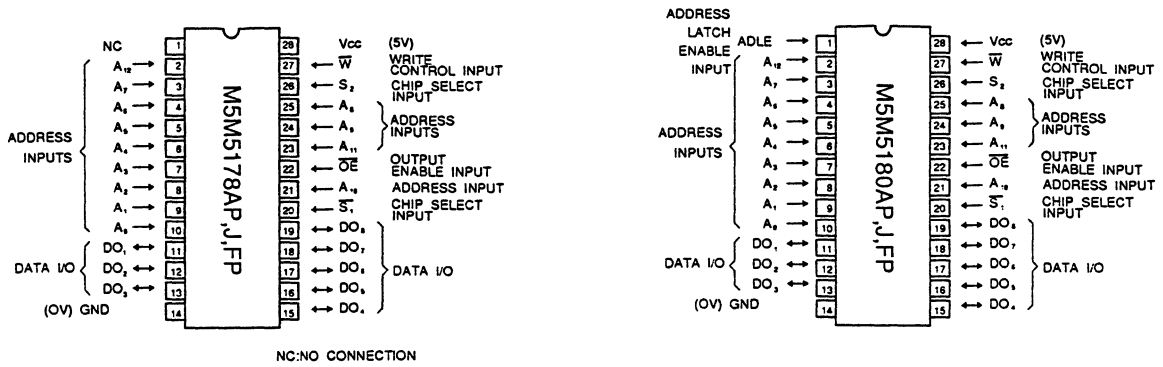 NC 1 28 Vcc (5V)
A₁₂ 2 27 W̅ WRITE CONTROL INPUT
A₇ 3 26 S₂ CHIP SELECT INPUT
A₆ 4 25 A₈
A₅ 5 24 A₉ ADDRESS INPUTS
A₄ 6 23 A₁₁
ADDRESS INPUTS
A₃ 7 22 O̅E̅ OUTPUT ENABLE INPUT
A₂ 8 21 A₁₀ ADDRESS INPUT
A₁ 9 20 S̅₁ CHIP SELECT INPUT
A₀ 10 19 DO₈
DO₁ 11 18 DO₇
DATA I/O
DO₂ 12 17 DO₆ DATA I/O
DO₃ 13 16 DO₅
(OV) GND 14 15 DO₄
M5M5178AP,J,FP
NC:NO CONNECTION
ADDRESS LATCH ENABLE INPUT
ADLE 1 28 Vcc (5V)
A₁₂ 2 27 W̅ WRITE CONTROL INPUT
A₇ 3 26 S₂ CHIP SELECT INPUT
A₆ 4 25 A₈
A₅ 5 24 A₉ ADDRESS INPUTS
A₄ 6 23 A₁₁
ADDRESS INPUTS
A₃ 7 22 O̅E̅ OUTPUT ENABLE INPUT
A₂ 8 21 A₁₀ ADDRESS INPUT
A₁ 9 20 S̅₁ CHIP SELECT INPUT
A₀ 10 19 DO₈
DO₁ 11 18 DO₇
DATA I/O
DO₂ 12 17 DO₆ DATA I/O
DO₃ 13 16 DO₅
(OV) GND 14 15 DO₄
M5M5180AP,J,FP